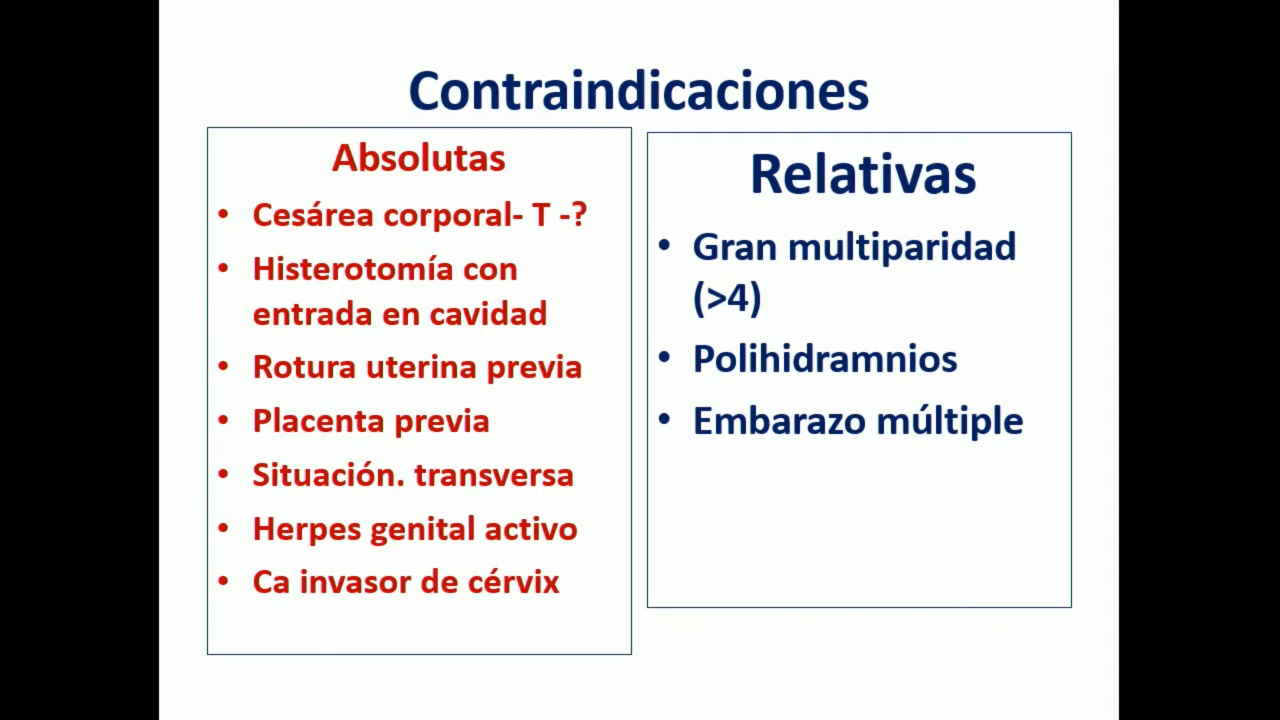 Contraindicaciones
Absolutas
• Cesárea corporal- T -?
• Histerotomía con
entrada en cavidad
• Rotura uterina previa
• Placenta previa
• Situación. transversa
• Herpes genital activo
• Ca invasor de cérvix
Relativas
• Gran multiparidad
(>4)
• Polihidramnios
• Embarazo múltiple